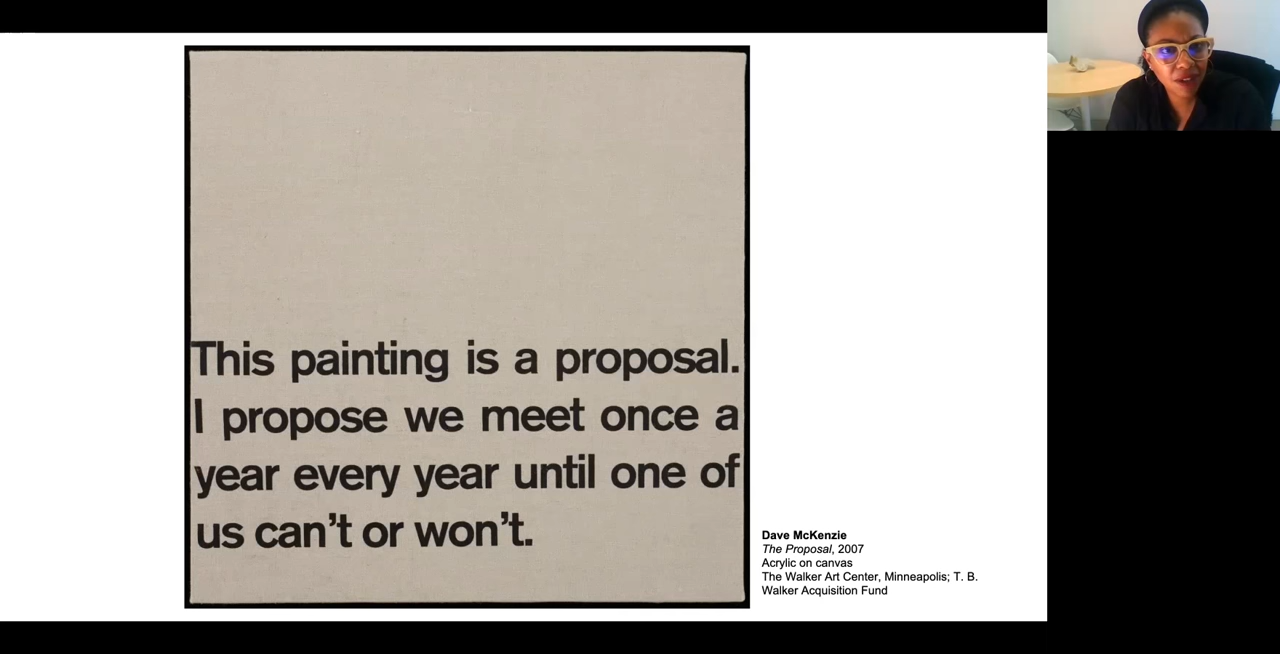 This painting is a proposal.
I propose we meet once a
year every year until one of
us can't or won't.
Dave McKenzie
The Proposal, 2007
Acrylic on canvas
The Walker Art Center, Minneapolis; T. B.
Walker Acquisition Fund